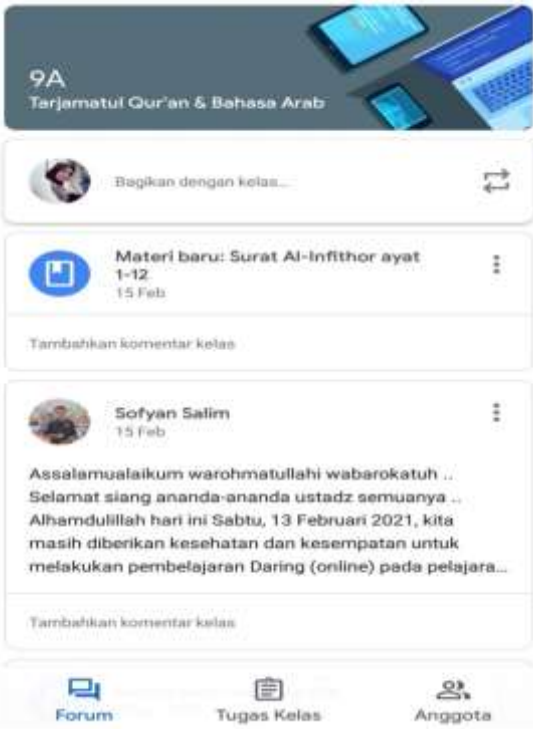 9A
Tarjamatul Qur'an & Bahasa Arab
Bagikan dengan kelas...
Materi baru: Surat Al-Infithor ayat
1-12
15 Feb
Tambahkan komentar kelas
Sofyan Salim
15 Feb
Assalamualaikum warohmatullahi wabarokatuh ..
Selamat siang ananda-ananda ustadz semuanya ..
Alhamdulillah hari ini Sabtu, 13 Februari 2021, kita
masih diberikan kesehatan dan kesempatan untuk
melakukan pembelajaran Daring (online) pada pelajara...
Tambahkan komentar kelas
Forum
Tugas Kelas
Anggota